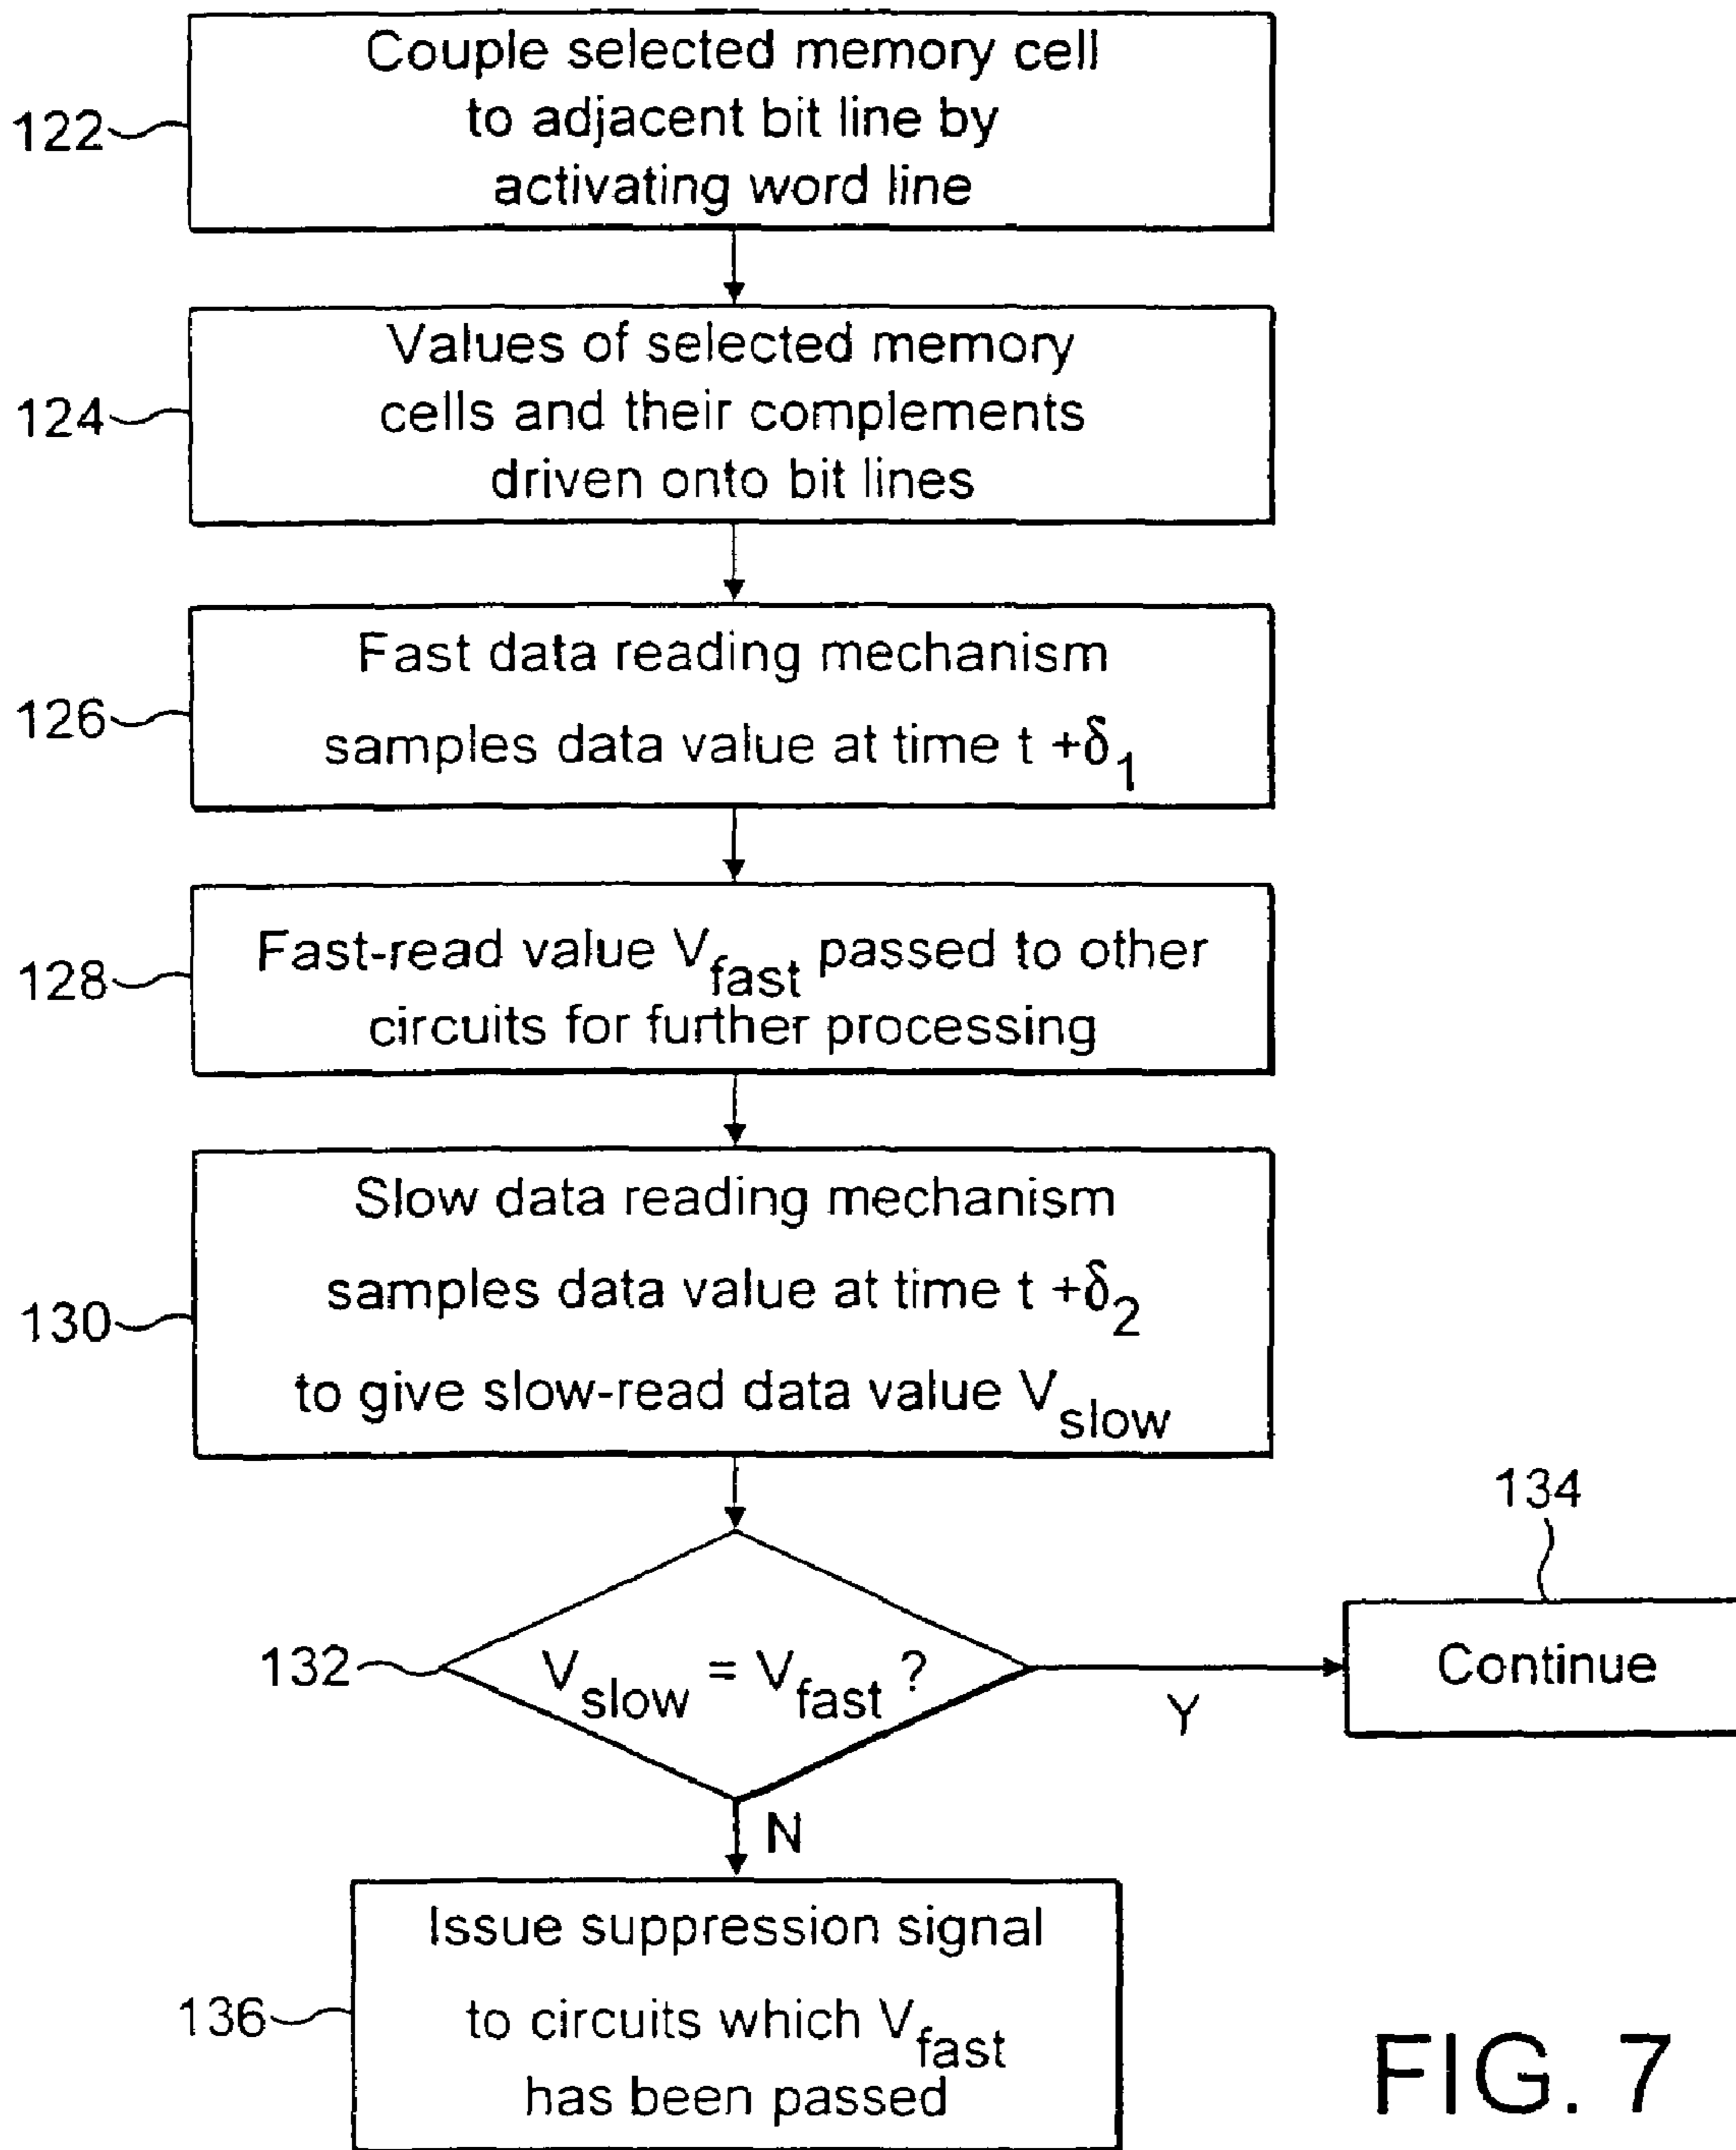 Couple selected memory cell
to adjacent bit line by
activating word line
122
Values of selected memory
cells and their complements
driven onto bit lines
124
Fast data reading mechanism
samples data value at time t +δ1
126
Fast-read value Vfast passed to other
circuits for further processing
128
Slow data reading mechanism
samples data value at time t +δ2
to give slow-read data value Vslow
130
Vslow = Vfast ?
132
Y
134
Continue
N
Issue suppression signal
to circuits which Vfast
has been passed
136
FIG. 7